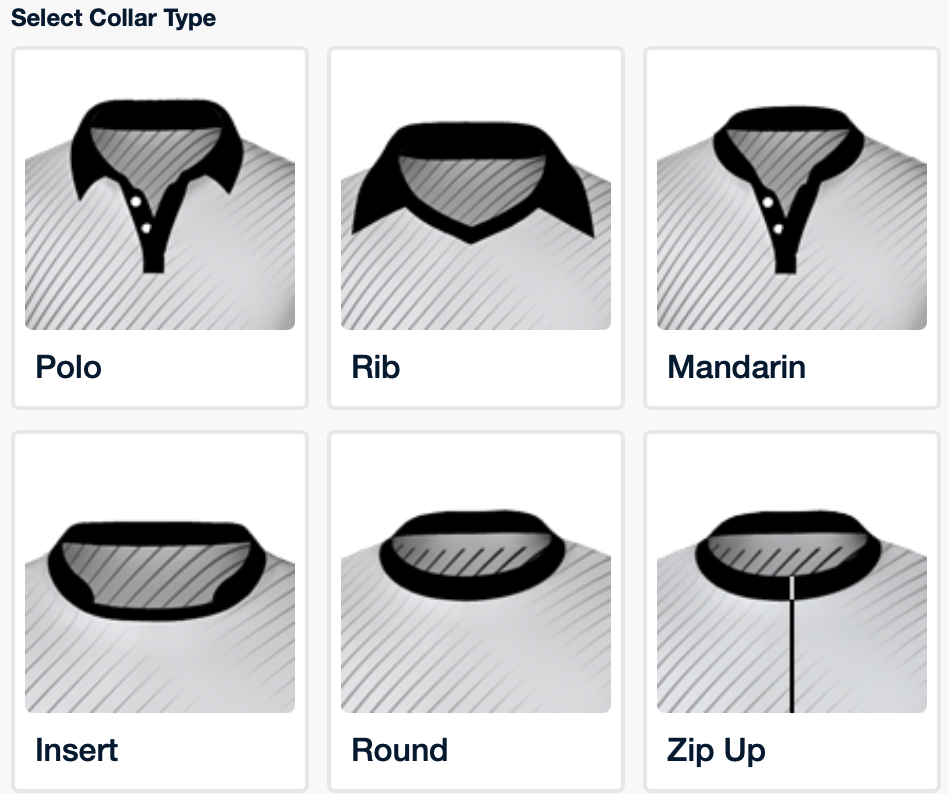 Select Collar Type
Polo
Rib
Mandarin
Insert
Round
Zip Up